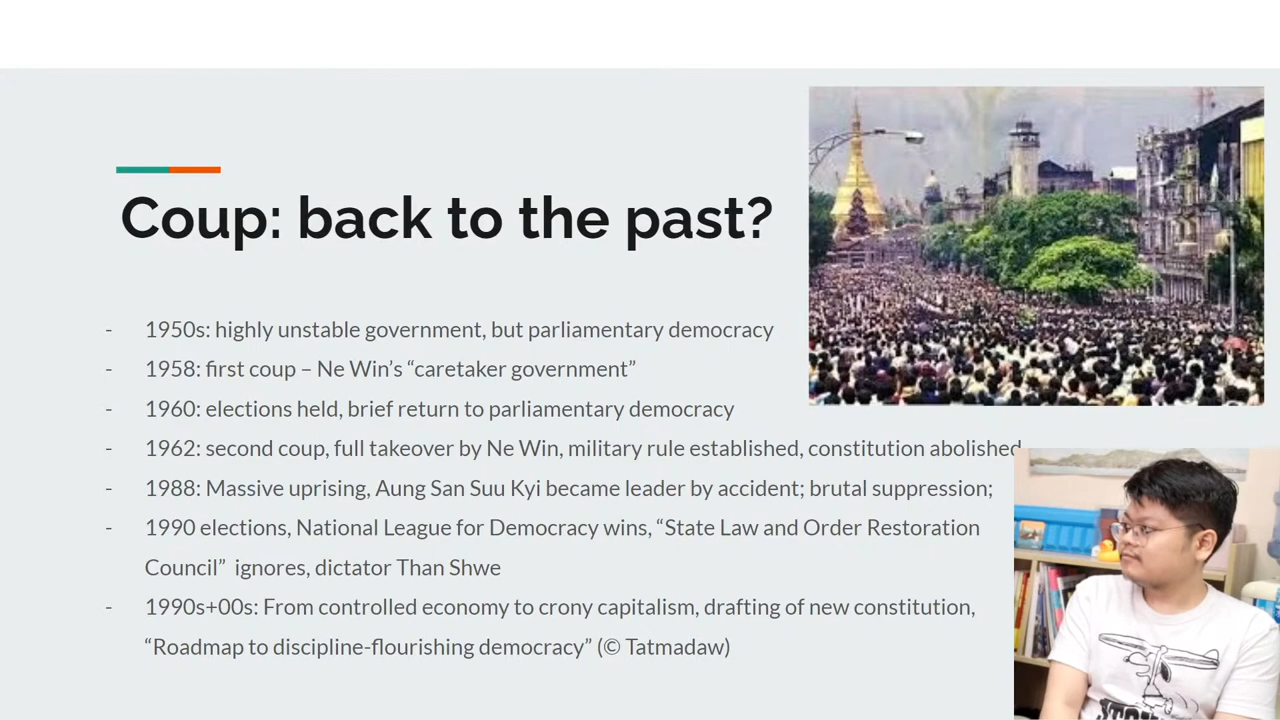 Coup: back to the past?
- 1950s: highly unstable government, but parliamentary democracy
- 1958: first coup – Ne Win’s “caretaker government”
- 1960: elections held, brief return to parliamentary democracy
- 1962: second coup, full takeover by Ne Win, military rule established, constitution abolished
- 1988: Massive uprising, Aung San Suu Kyi became leader by accident; brutal suppression;
- 1990 elections, National League for Democracy wins, “State Law and Order Restoration
Council”  ignores, dictator Than Shwe
- 1990s+00s: From controlled economy to crony capitalism, drafting of new constitution,
“Roadmap to discipline-flourishing democracy” (© Tatmadaw)